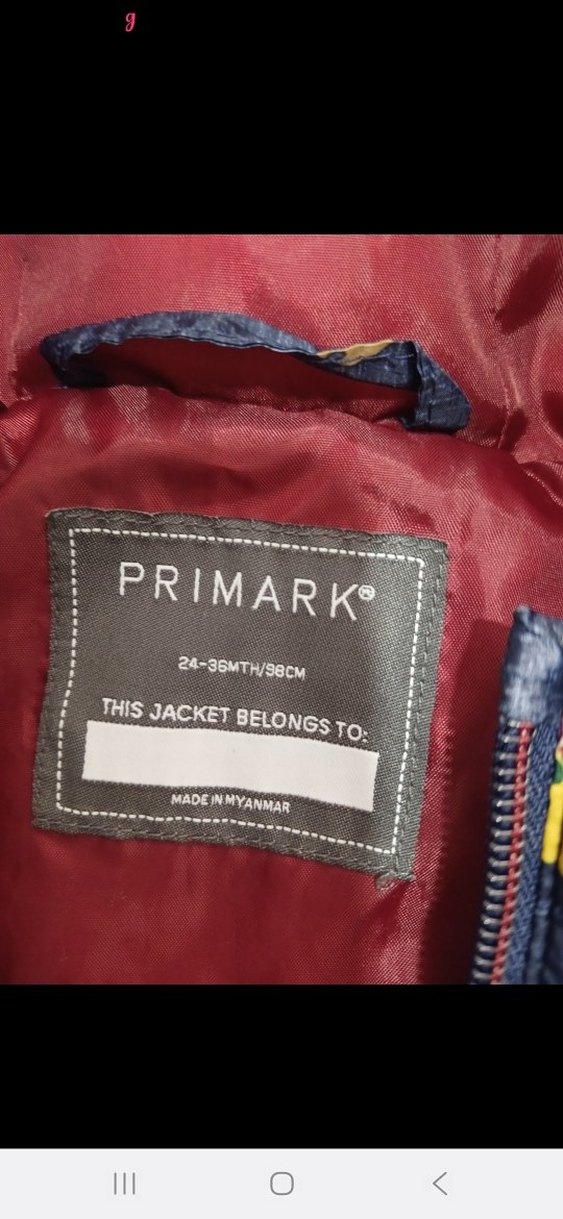 g
PRIMARK®
24-36MTH/98CM
THIS JACKET BELONGS TO:
MADE IN MYANMAR